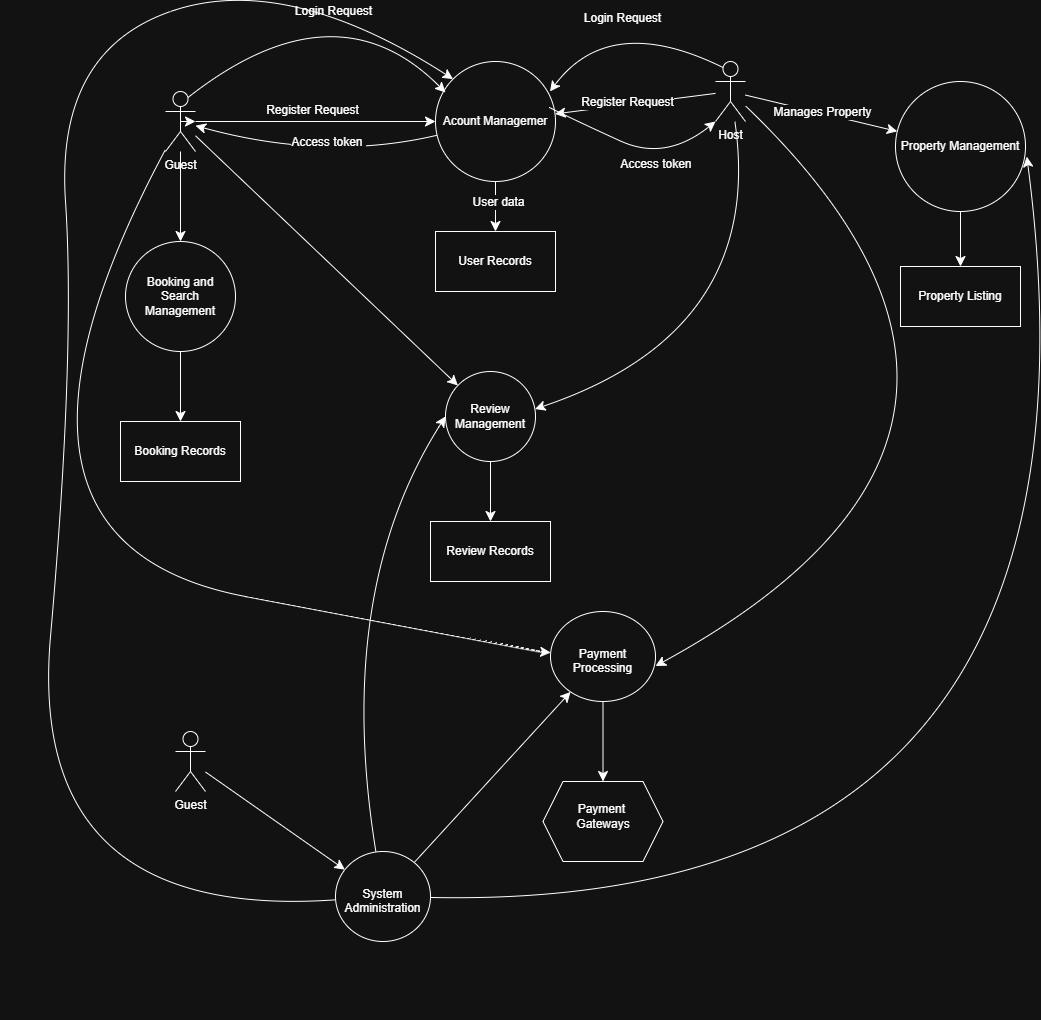 Login Request
Login Request
Register Request
Acount Managemer
Register Request
Manages Property
Access token
Host
Property Management
Guest
Access token
User data
User Records
Booking and
Search
Management
Property Listing
Review
Management
Booking Records
Review Records
Payment
Processing
Guest
Payment
Gateways
System
Administration